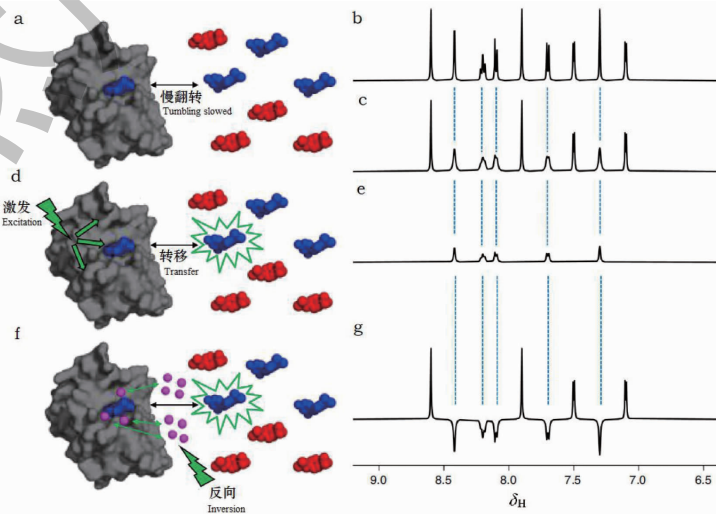 a
慢翻转
Tumbling slowed
b
c
d
激发
Excitation
转移
Transfer
e
f
反向
Inversion
g
9.0 8.5 8.0 7.5 7.0 6.5
δH